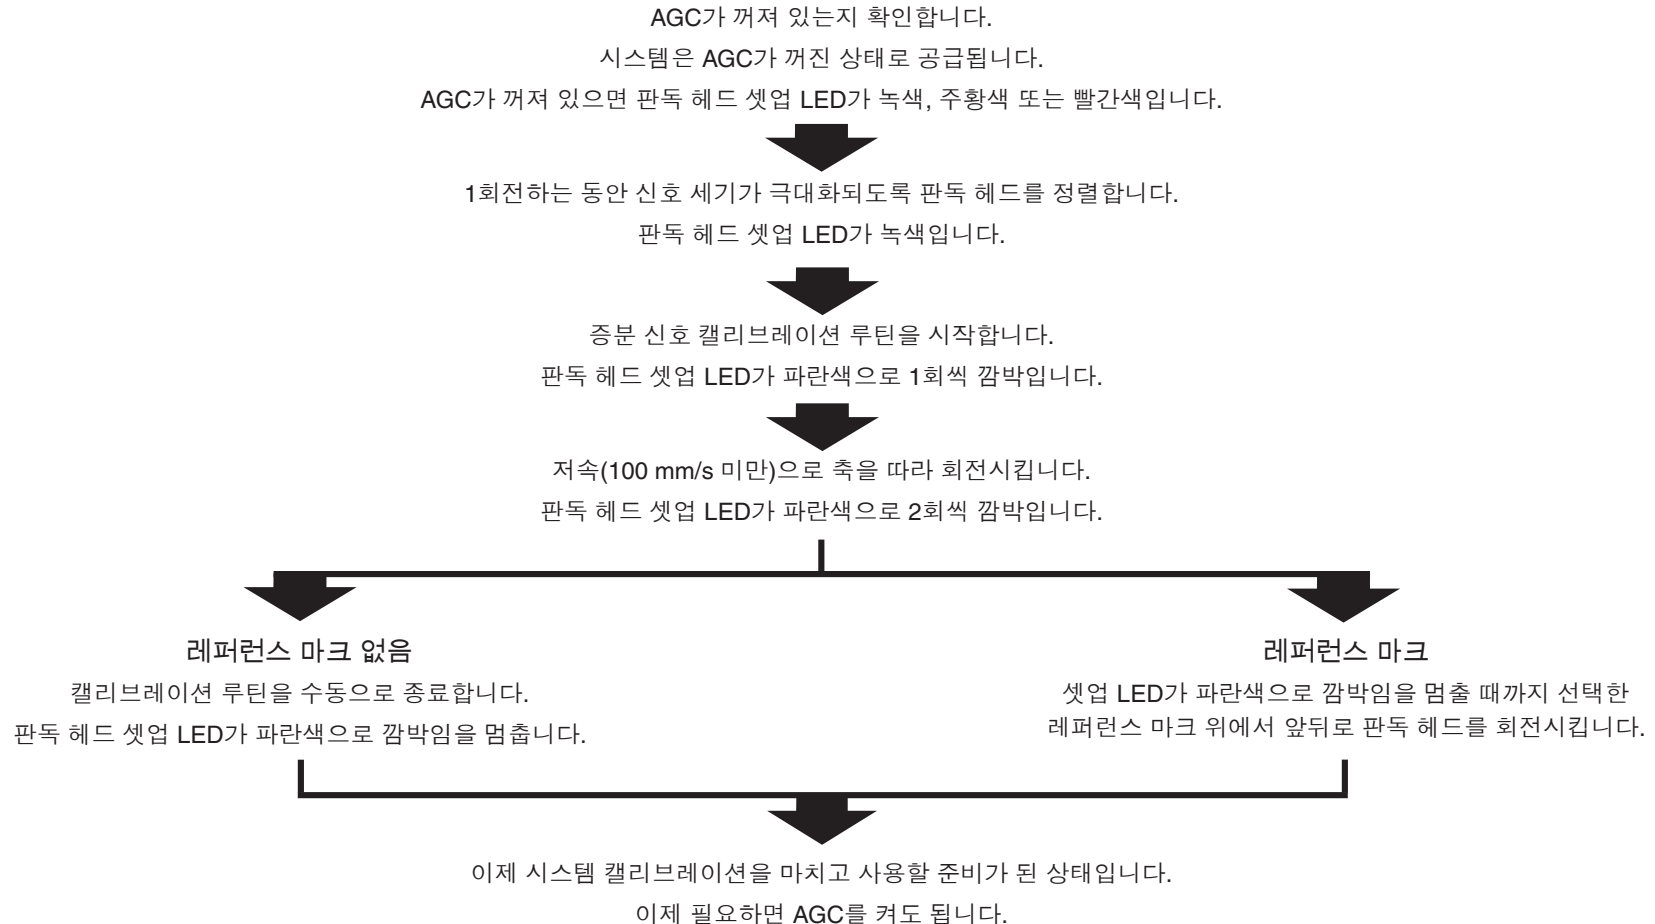 AGC가 꺼져 있는지 확인합니다.
시스템은 AGC가 꺼진 상태로 공급됩니다.
AGC가 꺼져 있으면 판독 헤드 셋업 LED가 녹색, 주황색 또는 빨간색입니다.
1회전하는 동안 신호 세기가 극대화되도록 판독 헤드를 정렬합니다.
판독 헤드 셋업 LED가 녹색입니다.
증분 신호 캘리브레이션 루틴을 시작합니다.
판독 헤드 셋업 LED가 파란색으로 1회씩 깜박입니다.
저속(100 mm/s 미만)으로 축을 따라 회전시킵니다.
판독 헤드 셋업 LED가 파란색으로 2회씩 깜박입니다.
레퍼런스 마크 없음
캘리브레이션 루틴을 수동으로 종료합니다.
판독 헤드 셋업 LED가 파란색으로 깜박임을 멈춥니다.
레퍼런스 마크
셋업 LED가 파란색으로 깜박임을 멈출 때까지 선택한
레퍼런스 마크 위에서 앞뒤로 판독 헤드를 회전시킵니다.
이제 시스템 캘리브레이션을 마치고 사용할 준비가 된 상태입니다.
이제 필요하면 AGC를 켜도 됩니다.